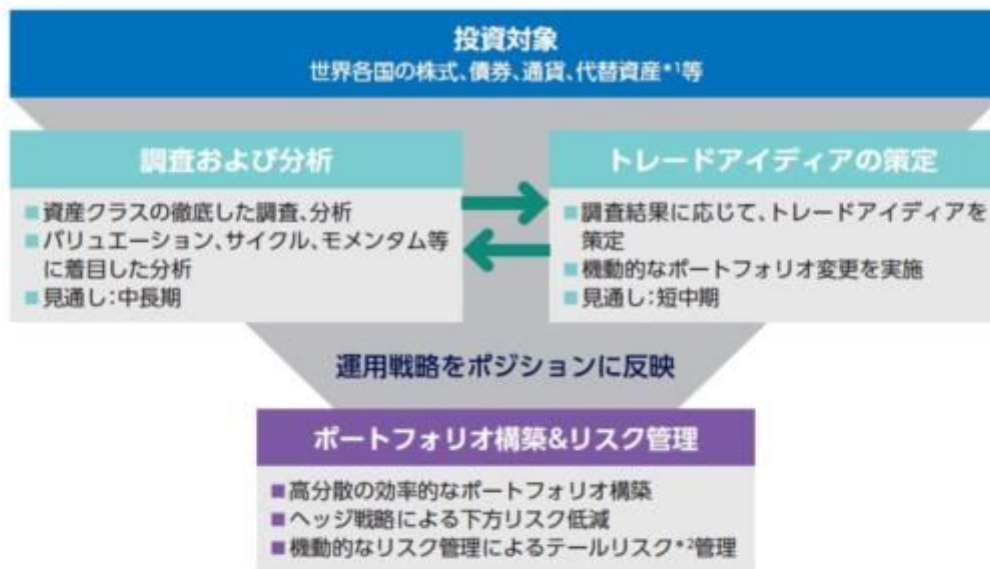 投資対象
世界各国の株式、債券、通貨、代替資産*1等
調査および分析
■資産クラスの徹底した調査、分析
■バリュエーション、サイクル、モメンタム等
に着目した分析
■見通し:中長期
トレードアイディアの策定
■調査結果に応じて、トレードアイディアを
策定
■機動的なポートフォリオ変更を実施
■見通し:短中期
運用戦略をポジションに反映
ポートフォリオ構築&リスク管理
■高分散の効率的なポートフォリオ構築
■ヘッジ戦略による下方リスク低減
■機動的なリスク管理によるテールリスク*2管理